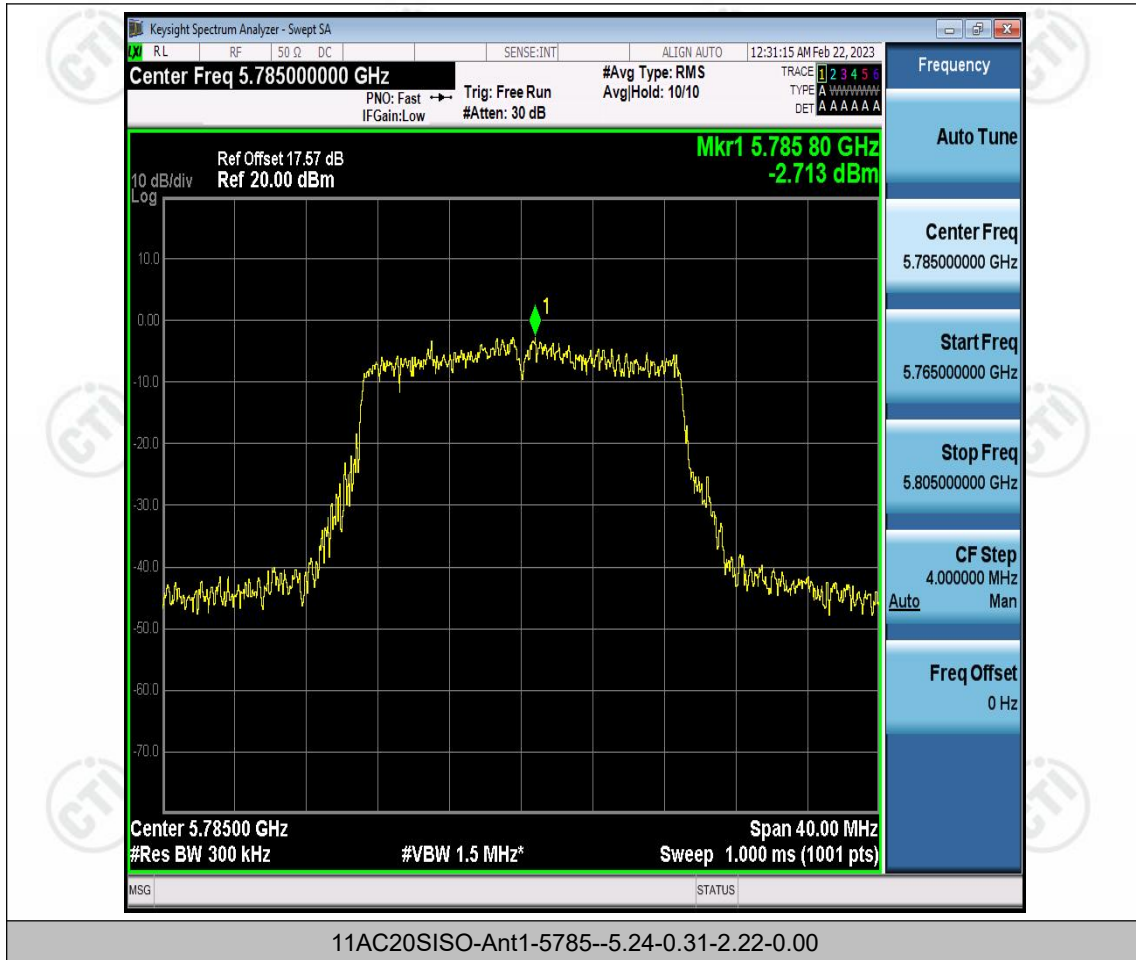 Keysight Spectrum Analyzer - Swept SA
LXI RL RF 50 Ω DC SENSE:INT ALIGN AUTO 12:31:15 AM Feb 22, 2023
Center Freq 5.785000000 GHz
PNO: Fast
IFGain:Low
Trig: Free Run
#Atten: 30 dB
#Avg Type: RMS
Avg|Hold: 10/10
TRACE 1 2 3 4 5 6
TYPE A WWWWW
DET A A A A A A
Mkr1 5.785 80 GHz
-2.713 dBm
Ref Offset 17.57 dB
10 dB/div Ref 20.00 dBm
Log
1
10.0
0.00
-10.0
-20.0
-30.0
-40.0
-50.0
-60.0
-70.0
Center 5.78500 GHz Span 40.00 MHz
#Res BW 300 kHz #VBW 1.5 MHz* Sweep 1.000 ms (1001 pts)
MSG STATUS
Frequency
Auto Tune
Center Freq
5.785000000 GHz
Start Freq
5.765000000 GHz
Stop Freq
5.805000000 GHz
CF Step
4.000000 MHz
Auto Man
Freq Offset
0 Hz
CTI
CTI
CTI
CTI
CTI
CTI
11AC20SISO-Ant1-5785--5.24-0.31-2.22-0.00